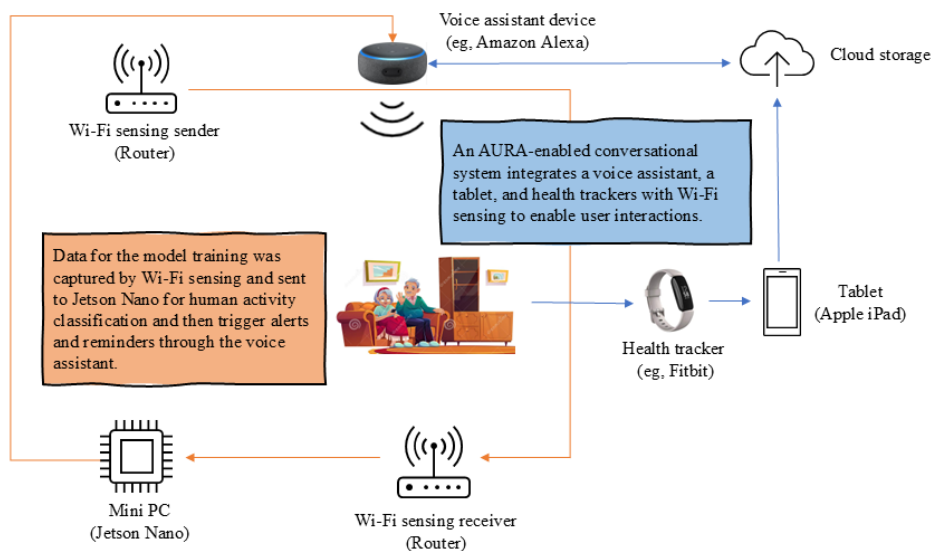 Voice assistant device
(eg, Amazon Alexa)
Cloud storage
Wi-Fi sensing sender
(Router)
An AURA-enabled conversational
system integrates a voice assistant, a
tablet, and health trackers with Wi-Fi
sensing to enable user interactions.
Data for the model training was
captured by Wi-Fi sensing and sent
to Jetson Nano for human activity
classification and then trigger alerts
and reminders through the voice
assistant.
Tablet
(Apple iPad)
Health tracker
(eg, Fitbit)
Mini PC
(Jetson Nano)
Wi-Fi sensing receiver
(Router)